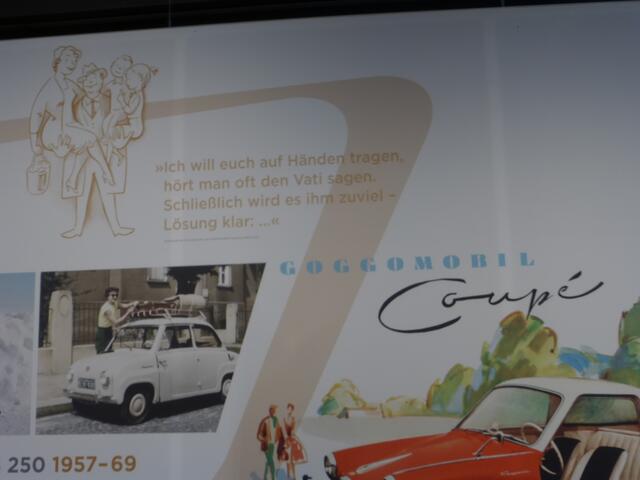 »Ich will euch auf Händen tragen,
hört man oft den Vati sagen.
Schließlich wird es ihm zuviel –
Lösung klar: ...«
GOGGOMOBIL
Coupé
250 1957–69